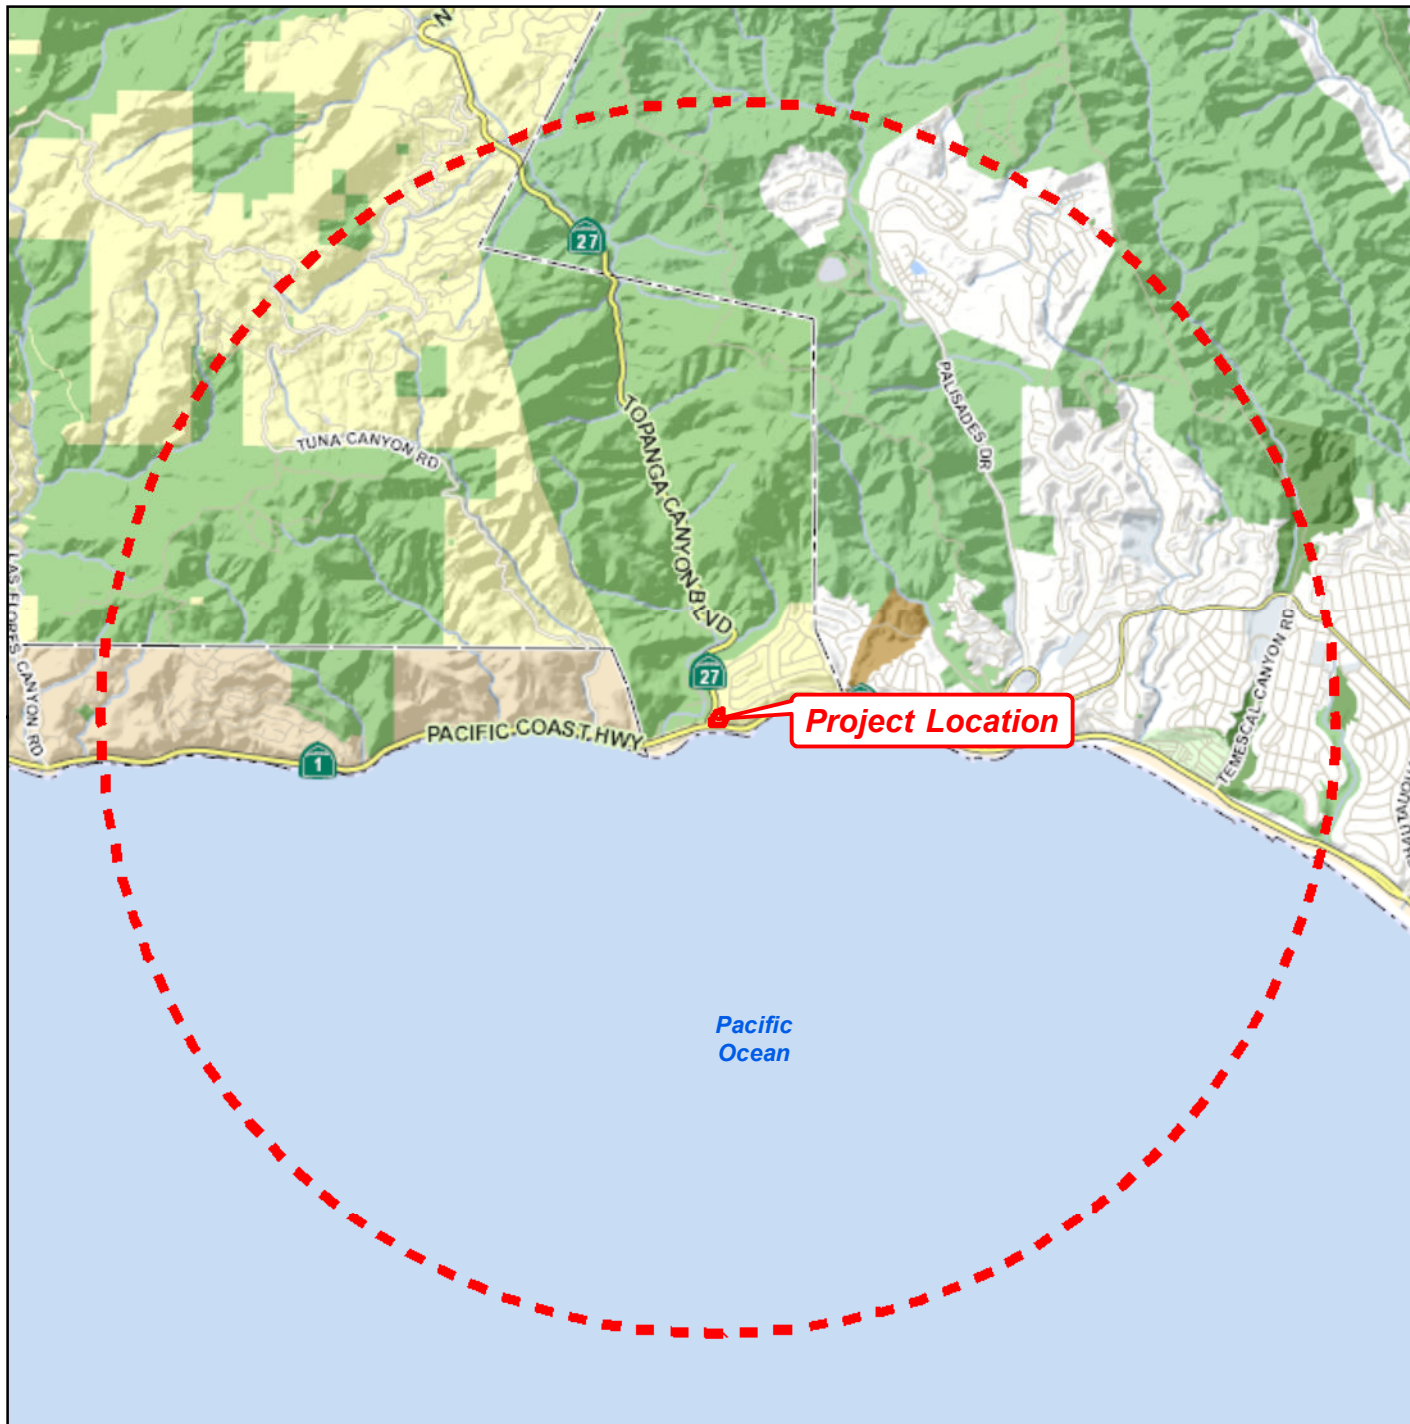 N
27
TOPANGA CANYON BLVD
PALISADES DR
TUNA CANYON RD
LAS FLORES CANYON RD
27
TEMESCAL CANYON RD
Project Location
PACIFIC COAST HWY
1
Pacific
Ocean